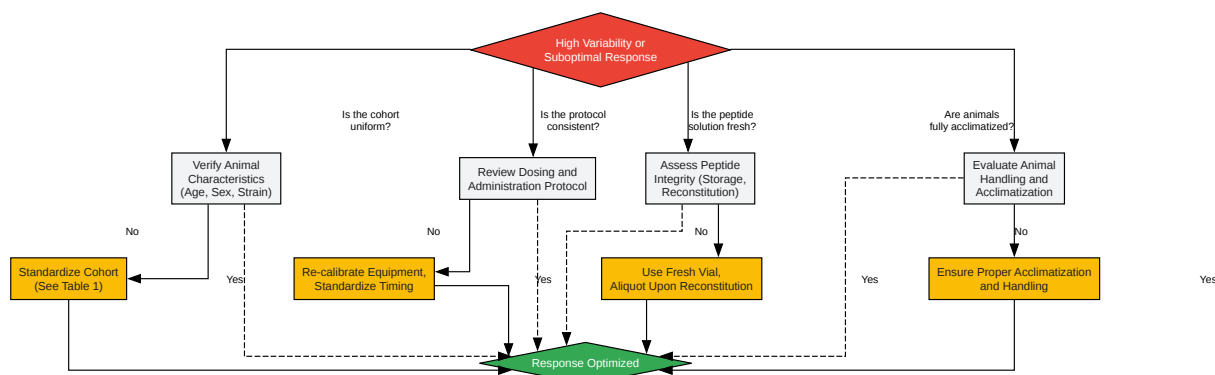 High Variability or
Suboptimal Response
Is the cohort
uniform?
Is the protocol
consistent?
Is the peptide
solution fresh?
Are animals
fully acclimatized?
Verify Animal
Characteristics
(Age, Sex, Strain)
Review Dosing and
Administration Protocol
Assess Peptide
Integrity (Storage,
Reconstitution)
Evaluate Animal
Handling and
Acclimatization
No
No
No
No
Standardize Cohort
(See Table 1)
Yes
Re-calibrate Equipment,
Standardize Timing
Yes
Use Fresh Vial,
Aliquot Upon Reconstitution
Yes
Ensure Proper Acclimatization
and Handling
Yes
Response Optimized